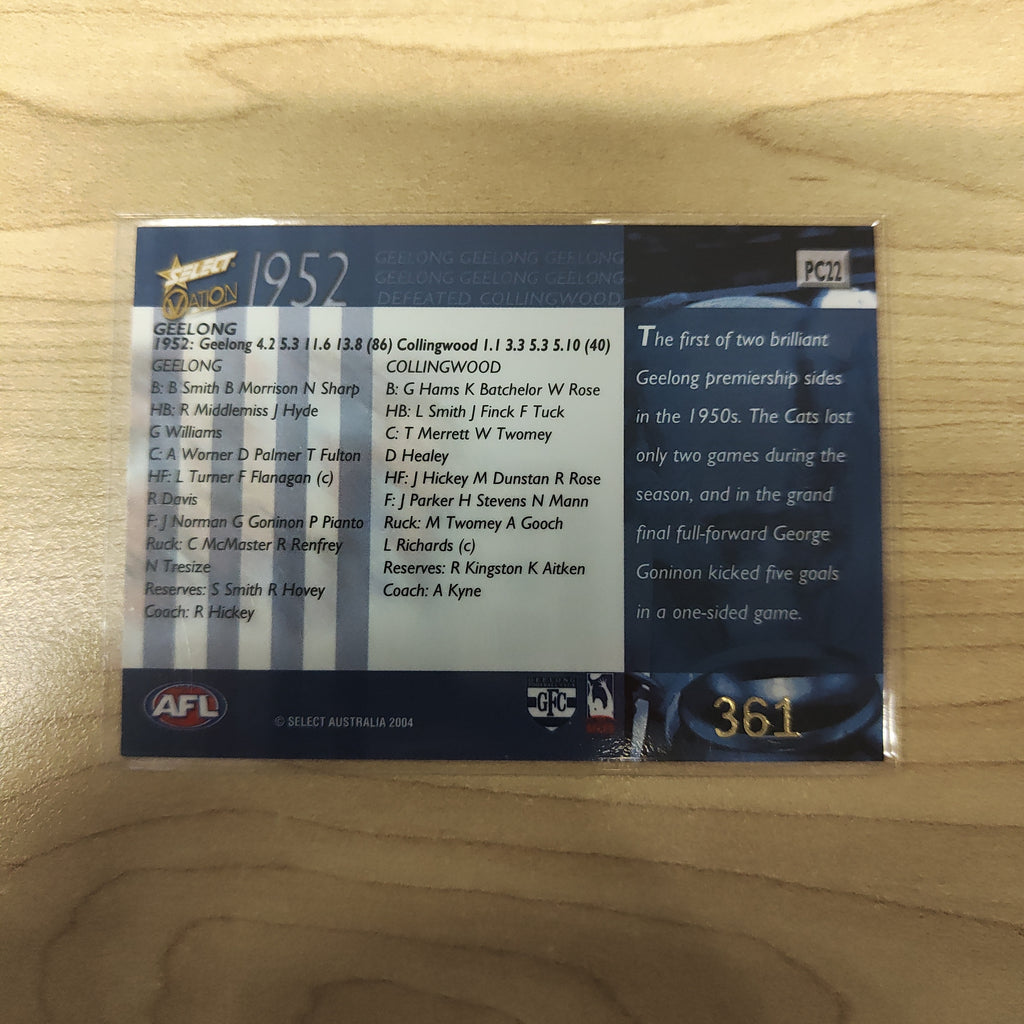 SELECT
OVATION
1952
GEELONG GEELONG GEELONG
GEELONG GEELONG GEELONG
DEFEATED COLLINGWOOD
PC22
GEELONG
1952: Geelong 4.2 5.3 11.6 13.8 (86) Collingwood 1.1 3.3 5.3 5.10 (40)
GEELONG
B: B Smith B Morrison N Sharp
HB: R Middlemiss J Hyde
G Williams
C: A Worner D Palmer T Fulton
HF: L Turner F Flanagan (c)
R Davis
F: J Norman G Goninon P Pianto
Ruck: C McMaster R Renfrey
N Tresize
Reserves: S Smith R Hovey
Coach: R Hickey
COLLINGWOOD
B: G Hams K Batchelor W Rose
HB: L Smith J Finck F Tuck
C: T Merrett W Twomey
D Healey
HF: J Hickey M Dunstan R Rose
F: J Parker H Stevens N Mann
Ruck: M Twomey A Gooch
L Richards (c)
Reserves: R Kingston K Aitken
Coach: A Kyne
The first of two brilliant
Geelong premiership sides
in the 1950s. The Cats lost
only two games during the
season, and in the grand
final full-forward George
Goninon kicked five goals
in a one-sided game.
AFL
© SELECT AUSTRALIA 2004
GEELONG
GFC
361